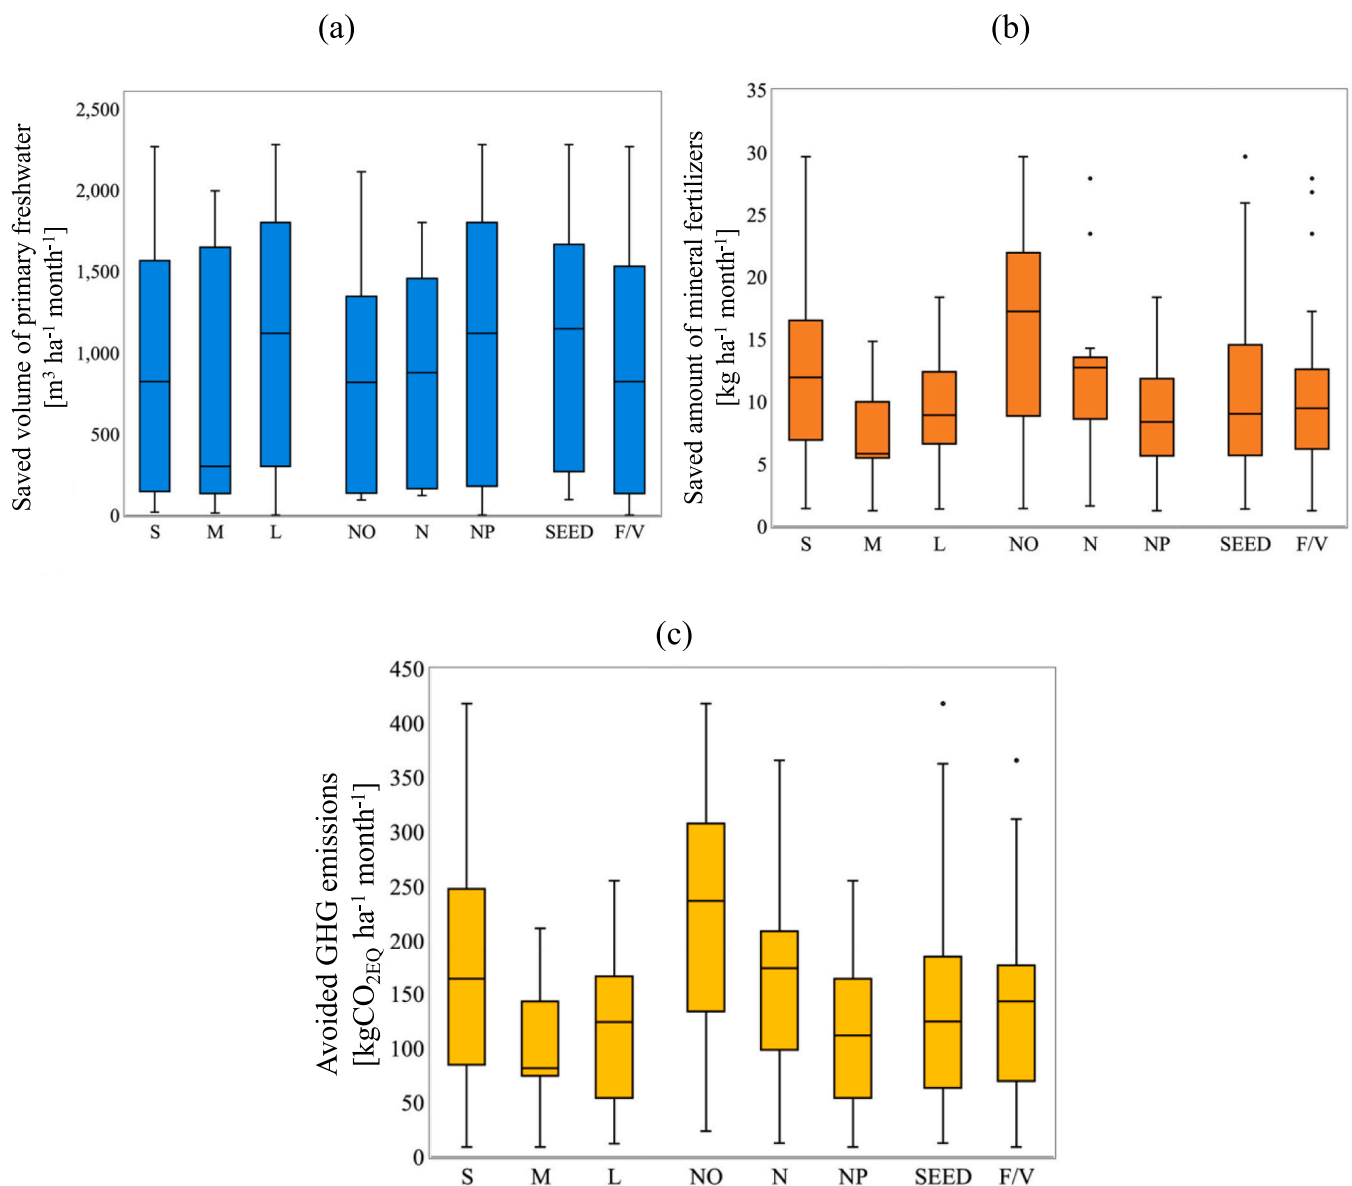 (a)
Saved volume of primary freshwater
[m³ ha⁻¹ month⁻¹]
2,500
2,000
1,500
1,000
500
0
S M L NO N NP SEED F/V
(b)
Saved amount of mineral fertilizers
[kg ha⁻¹ month⁻¹]
35
30
25
20
15
10
5
0
S M L NO N NP SEED F/V
(c)
Avoided GHG emissions
[kgCO₂EQ ha⁻¹ month⁻¹]
450
400
350
300
250
200
150
100
50
0
S M L NO N NP SEED F/V